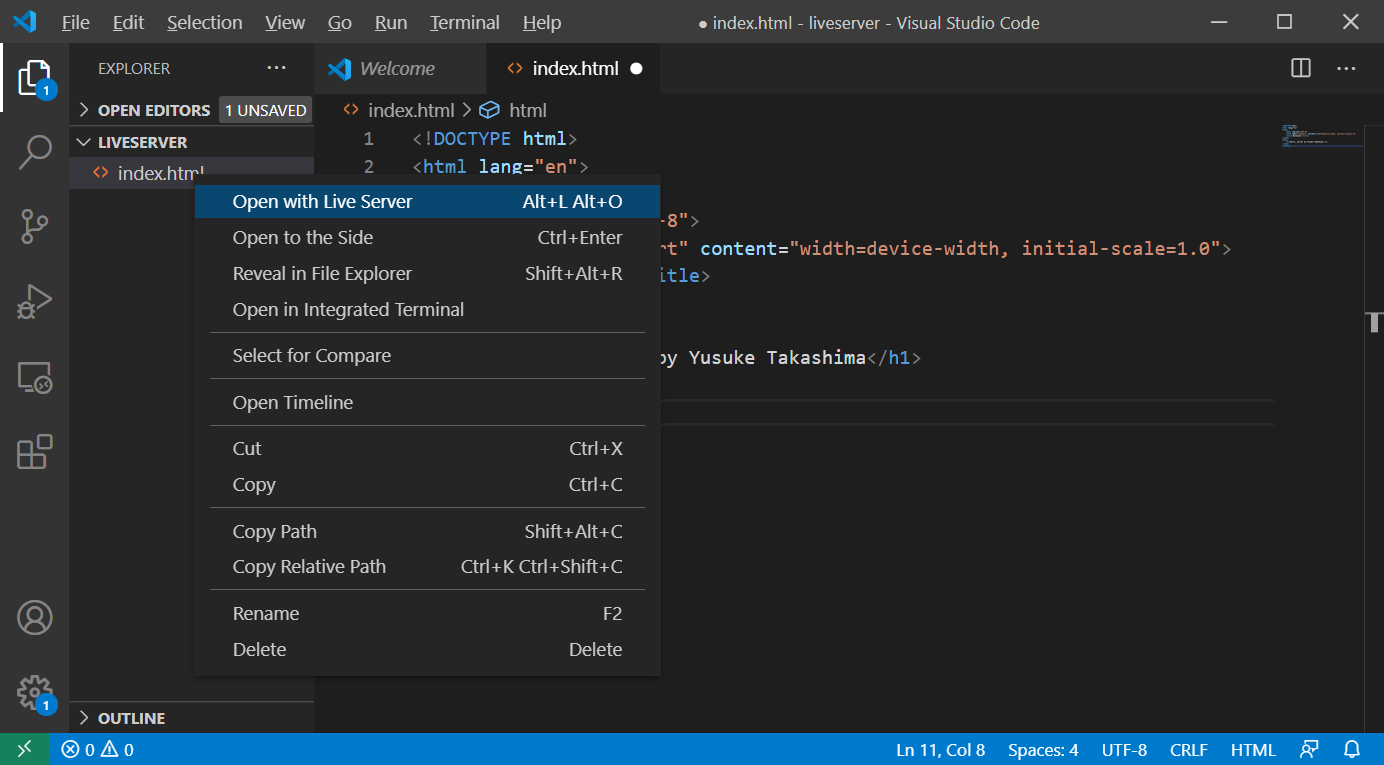 File Edit Selection View Go Run Terminal Help
● index.html - liveserver - Visual Studio Code
EXPLORER
Welcome
index.html
OPEN EDITORS 1 UNSAVED
index.html > html
LIVESERVER
index.html
1 <!DOCTYPE html>
2 <html lang="en">
-8">
rt" content="width=device-width, initial-scale=1.0">
itle>
by Yusuke Takashima</h1>
Open with Live Server Alt+L Alt+O
Open to the Side Ctrl+Enter
Reveal in File Explorer Shift+Alt+R
Open in Integrated Terminal
Select for Compare
Open Timeline
Cut Ctrl+X
Copy Ctrl+C
Copy Path Shift+Alt+C
Copy Relative Path Ctrl+K Ctrl+Shift+C
Rename F2
Delete Delete
1
1
OUTLINE
0 0
Ln 11, Col 8 Spaces: 4 UTF-8 CRLF HTML